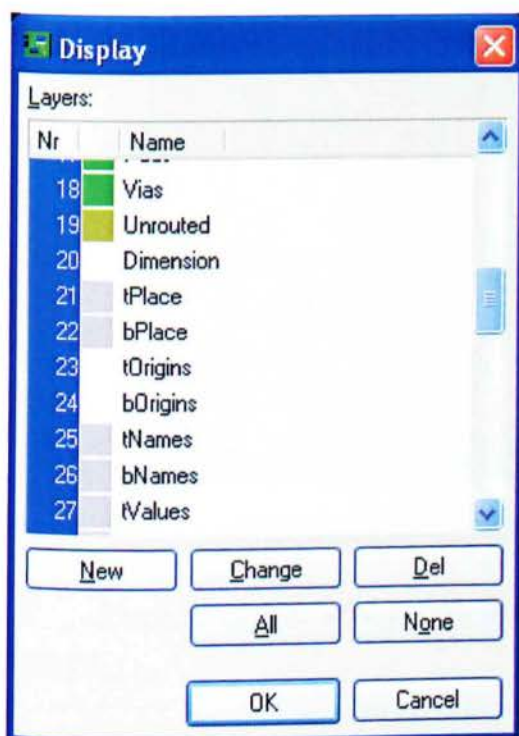 Display
Layers:
Nr Name
18 Vias
19 Unrouted
20 Dimension
21 tPlace
22 bPlace
23 tOrigins
24 bOrigins
25 tNames
26 bNames
27 tValues
New Change Del
All None
OK Cancel